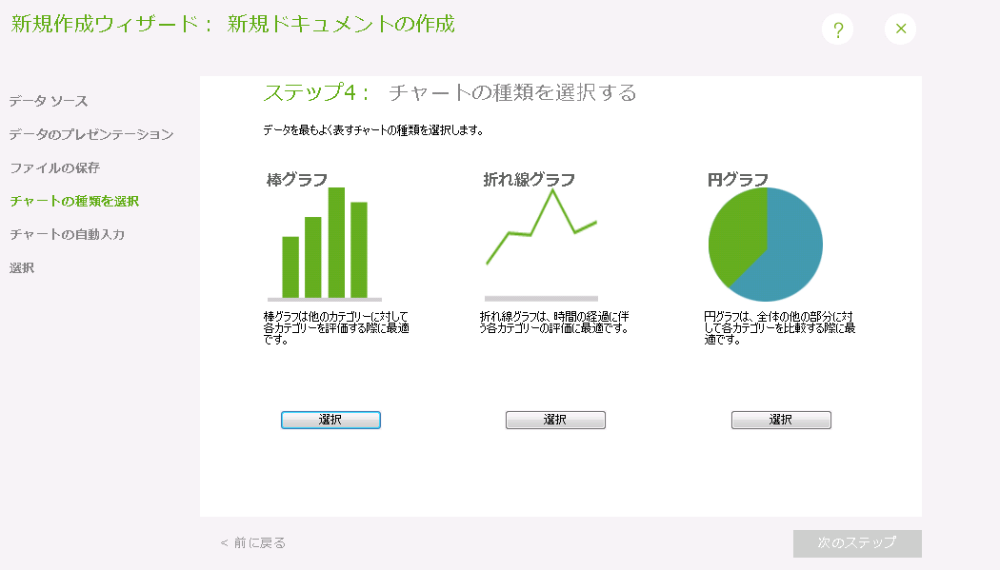 新規作成ウィザード： 新規ドキュメントの作成
?
×
データ ソース
データのプレゼンテーション
ファイルの保存
チャートの種類を選択
チャートの自動入力
選択
ステップ4： チャートの種類を選択する
データを最もよく表すチャートの種類を選択します。
棒グラフ
棒グラフは他のカテゴリーに対して
各カテゴリーを評価する際に最適
です。
選択
折れ線グラフ
折れ線グラフは、時間の経過に伴
う各カテゴリーの評価に最適です。
選択
円グラフ
円グラフは、全体の他の部分に対
して各カテゴリーを比較する際に最
適です。
選択
< 前に戻る
次のステップ